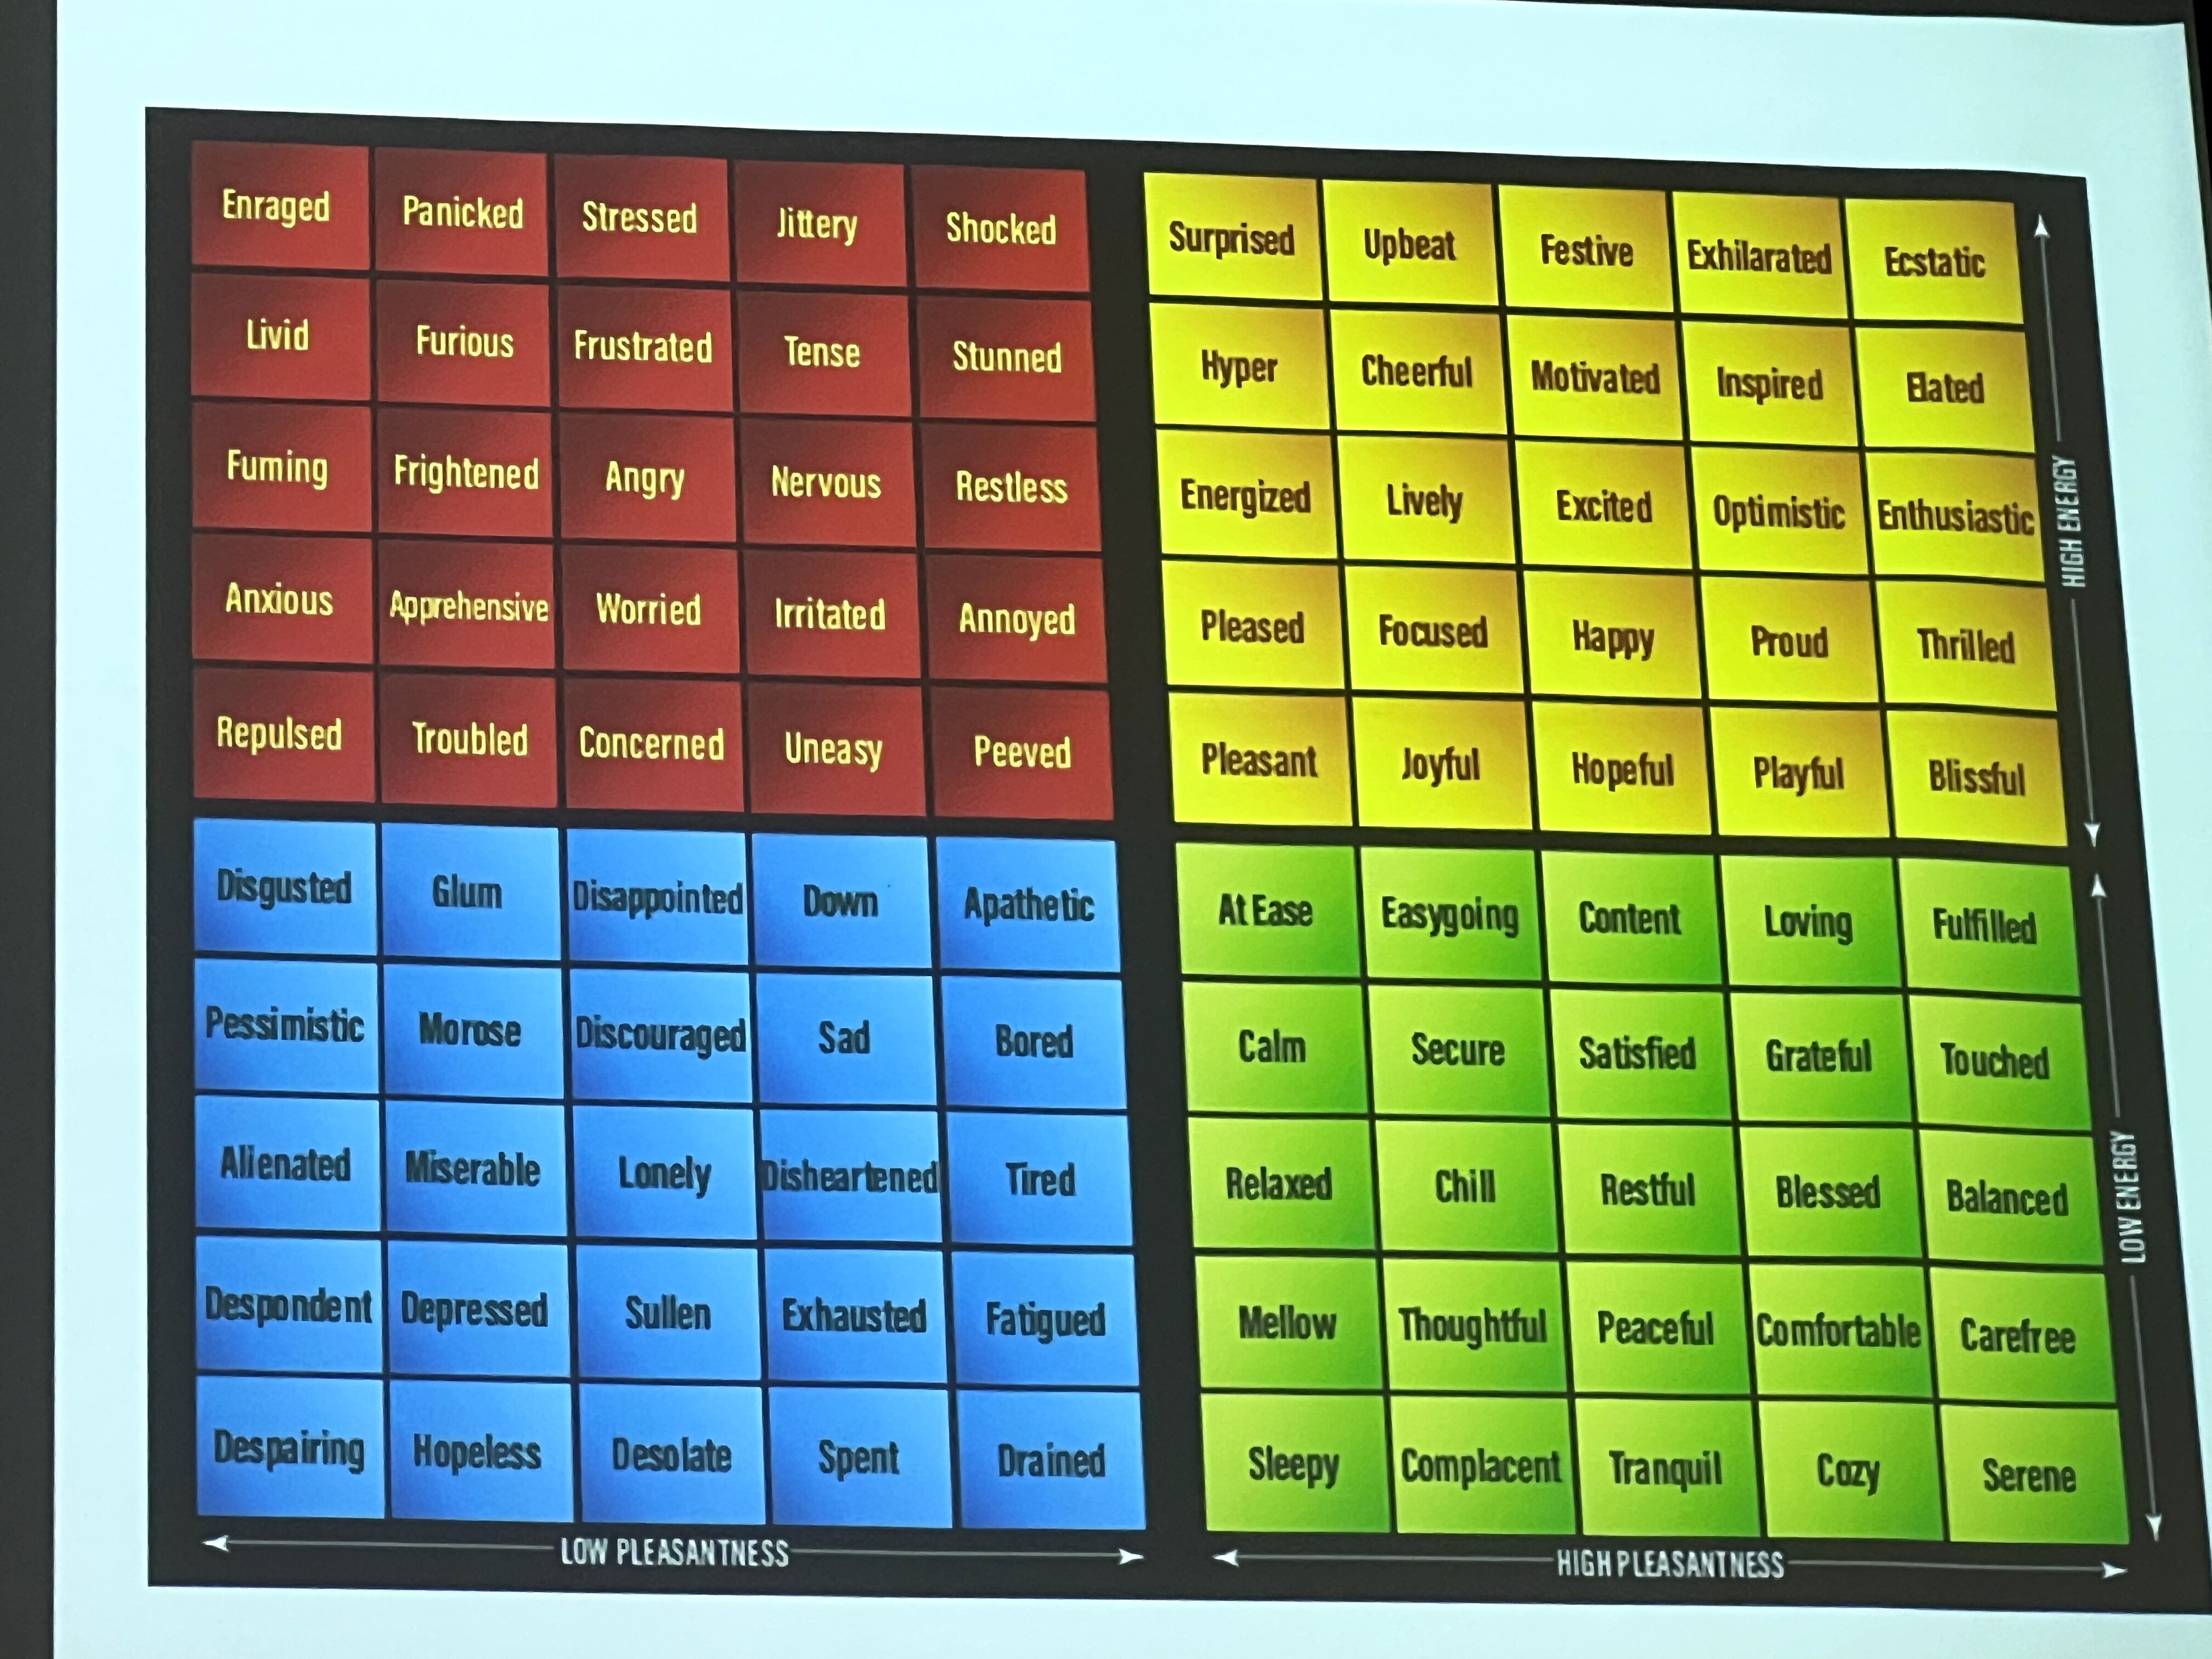 Enraged Panicked Stressed Jittery Shocked Surprised Upbeat Festive Exhilarated Ecstatic
Livid Furious Frustrated Tense Stunned Hyper Cheerful Motivated Inspired Elated
Fuming Frightened Angry Nervous Restless Energized Lively Excited Optimistic Enthusiastic
Anxious Apprehensive Worried Irritated Annoyed Pleased Focused Happy Proud Thrilled
Repulsed Troubled Concerned Uneasy Peeved Pleasant Joyful Hopeful Playful Blissful
HIGH ENERGY
Disgusted Glum Disappointed Down Apathetic At Ease Easygoing Content Loving Fulfilled
Pessimistic Morose Discouraged Sad Bored Calm Secure Satisfied Grateful Touched
Alienated Miserable Lonely Disheartened Tired Relaxed Chill Restful Blessed Balanced
Despondent Depressed Sullen Exhausted Fatigued Mellow Thoughtful Peaceful Comfortable Carefree
Despairing Hopeless Desolate Spent Drained Sleepy Complacent Tranquil Cozy Serene
LOW ENERGY
LOW PLEASANTNESS HIGH PLEASANTNESS